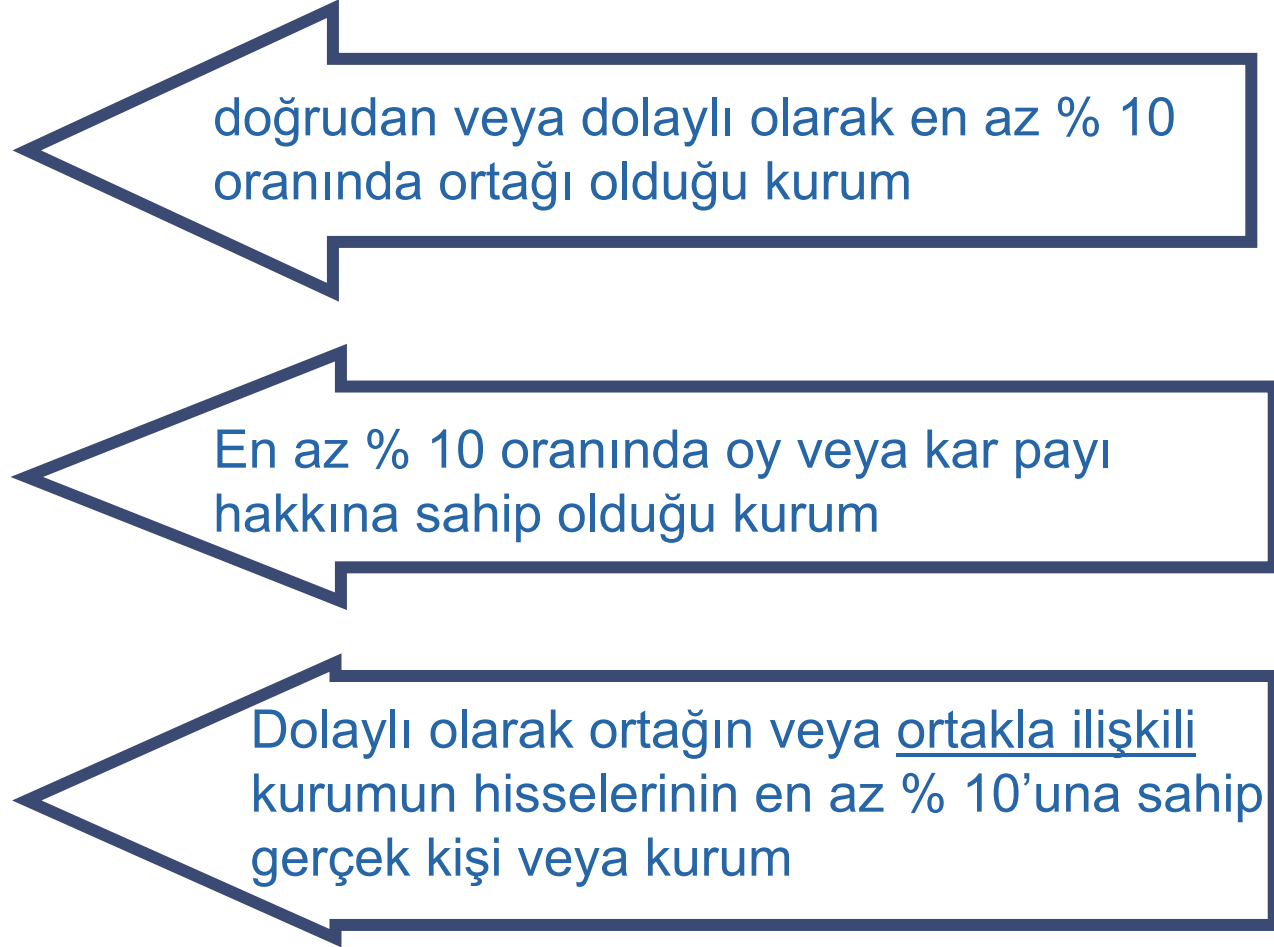 doğrudan veya dolaylı olarak en az % 10
oranında ortağı olduğu kurum
En az % 10 oranında oy veya kar payı
hakkına sahip olduğu kurum
Dolaylı olarak ortağın veya ortakla ilişkili
kurumun hisselerinin en az % 10’una sahip
gerçek kişi veya kurum